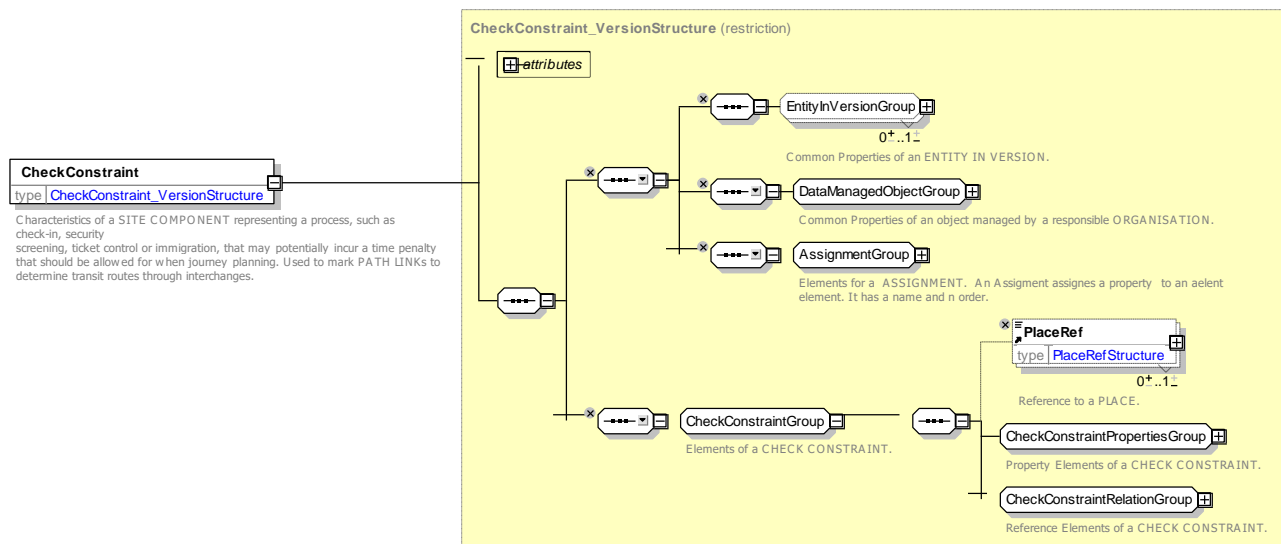 CheckConstraint_VersionStructure (restriction)
attributes
EntityInVersionGroup
0..1
Common Properties of an ENTITY IN VERSION.
CheckConstraint
type CheckConstraint_VersionStructure
Characteristics of a SITE COMPONENT representing a process, such as
check-in, security
screening, ticket control or immigration, that may potentially incur a time penalty
that should be allowed for when journey planning. Used to mark PATH LINKs to
determine transit routes through interchanges.
DataManagedObjectGroup
Common Properties of an object managed by a responsible ORGANISATION.
AssignmentGroup
Elements for a ASSIGNMENT. An Assigment assignes a property to an aelent
element. It has a name and n order.
PlaceRef
type PlaceRefStructure
0..1
Reference to a PLACE.
CheckConstraintGroup
Elements of a CHECK CONSTRAINT.
CheckConstraintPropertiesGroup
Property Elements of a CHECK CONSTRAINT.
CheckConstraintRelationGroup
Reference Elements of a CHECK CONSTRAINT.